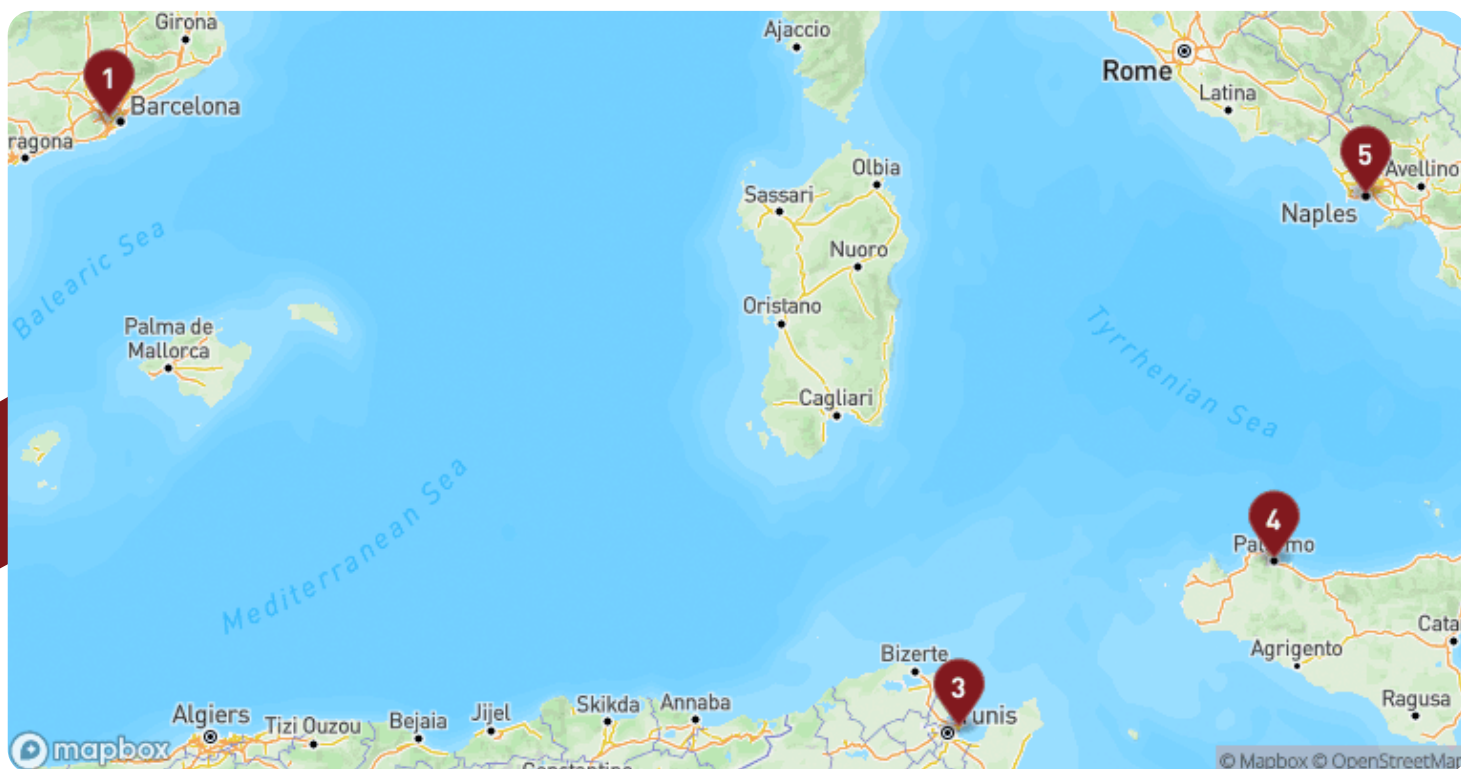 Girona
1
Barcelona
ragona
Ajaccio
Rome
Latina
5
Avellino
Naples
Olbia
Sassari
Nuoro
Oristano
Cagliari
Balearic Sea
Palma de
Mallorca
Tyrrhenian Sea
Mediterranean Sea
4
Palermo
Agrigento
Cata
Ragusa
Bizerte
3
Tunis
Annaba
Skikda
Jijel
Bejaia
Tizi Ouzou
Algiers
Constantine
mapbox
© Mapbox © OpenStreetMap